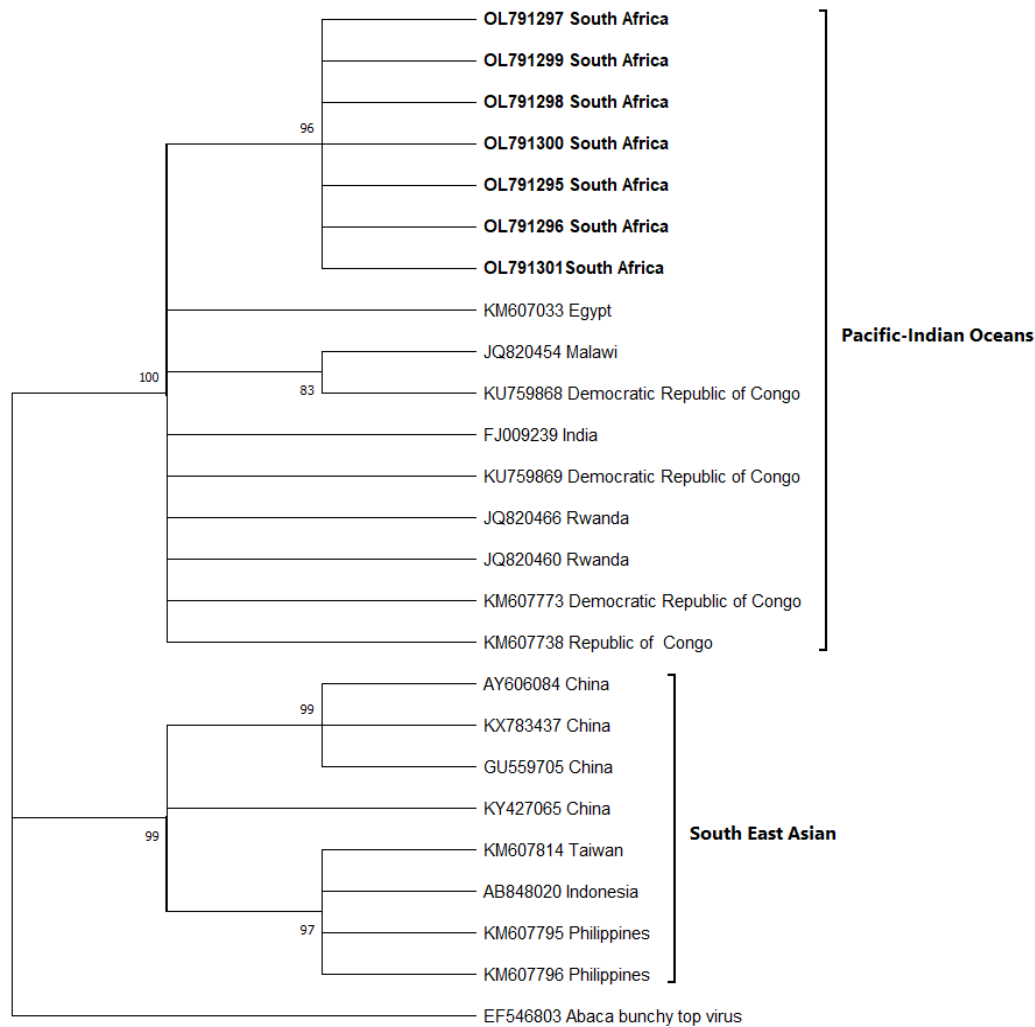 OL791297 South Africa
OL791299 South Africa
OL791298 South Africa
96
OL791300 South Africa
OL791295 South Africa
OL791296 South Africa
OL791301South Africa
KM607033 Egypt
Pacific-Indian Oceans
JQ820454 Malawi
100
83
KU759868 Democratic Republic of Congo
FJ009239 India
KU759869 Democratic Republic of Congo
JQ820466 Rwanda
JQ820460 Rwanda
KM607773 Democratic Republic of Congo
KM607738 Republic of  Congo
AY606084 China
99
KX783437 China
GU559705 China
KY427065 China
South East Asian
99
KM607814 Taiwan
AB848020 Indonesia
97
KM607795 Philippines
KM607796 Philippines
EF546803 Abaca bunchy top virus